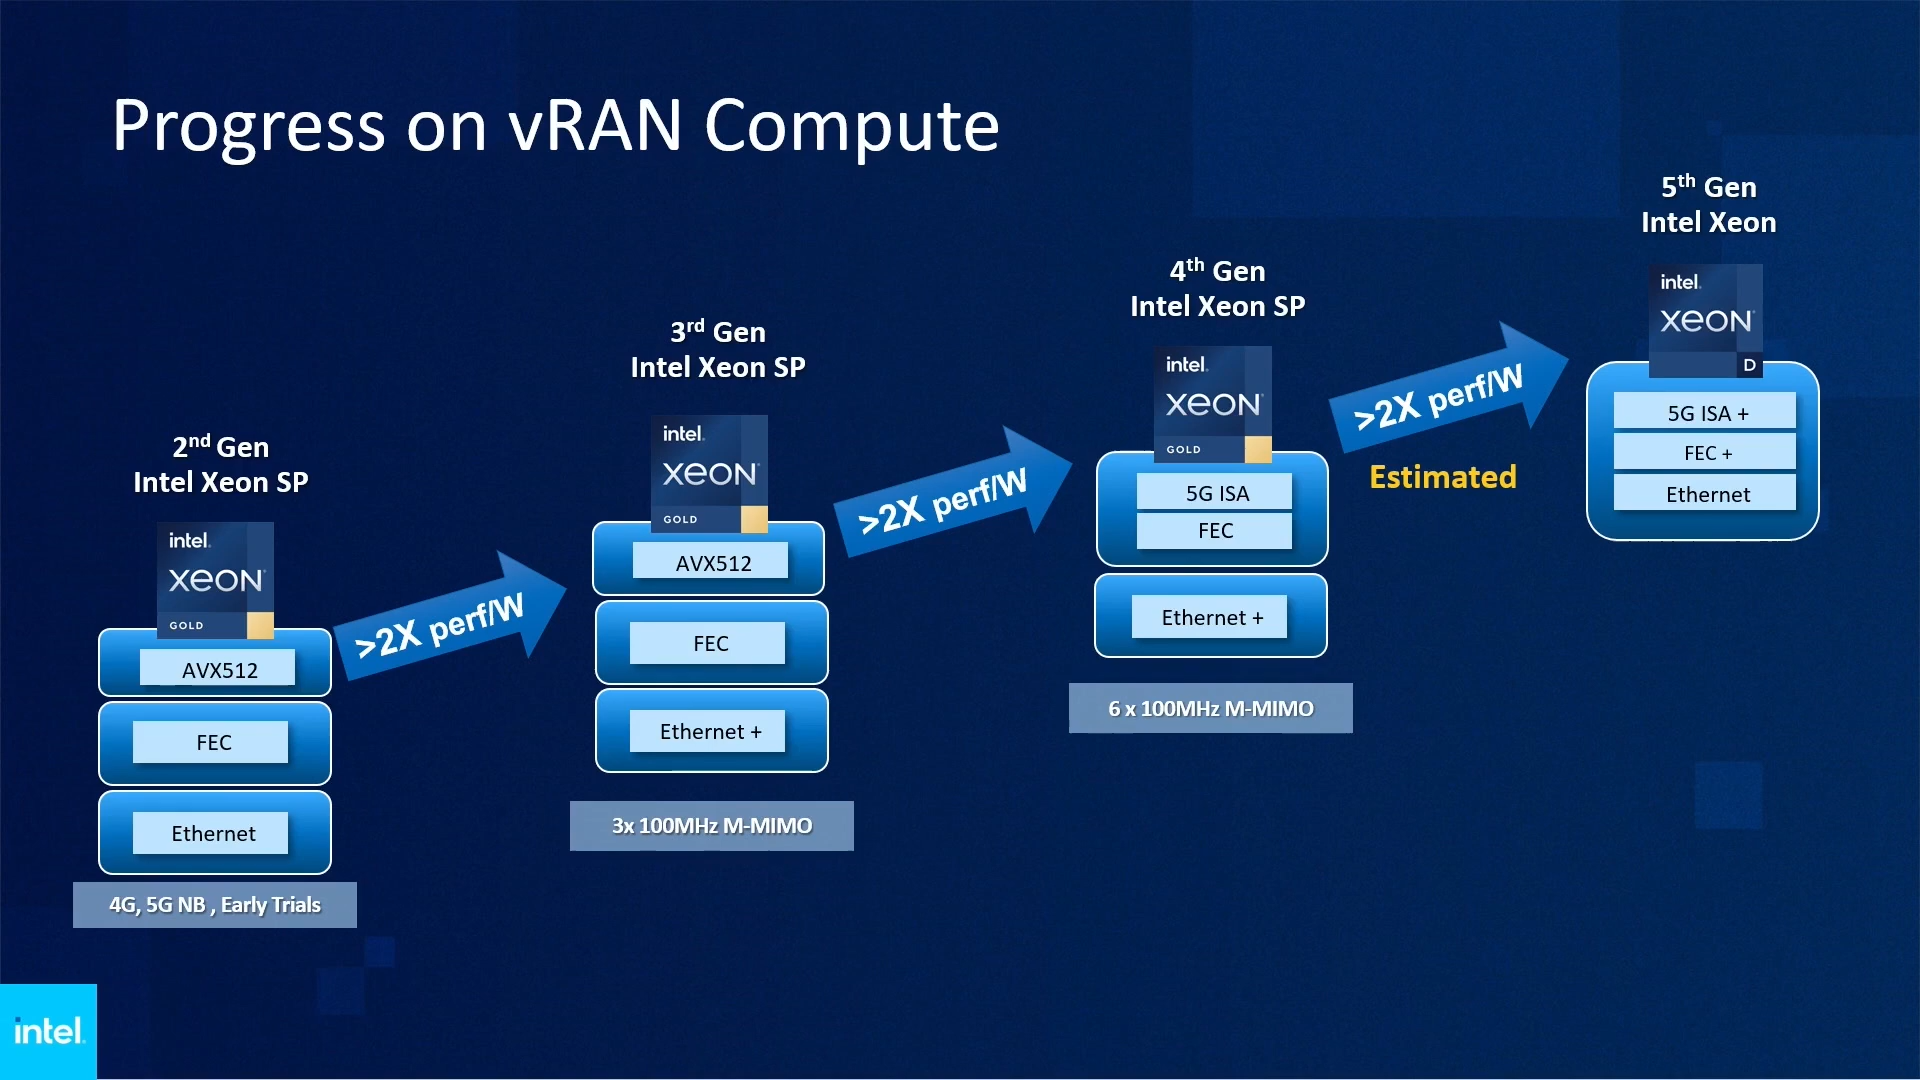 Progress on vRAN Compute
2nd Gen
Intel Xeon SP
intel.
xeon
GOLD
AVX512
FEC
Ethernet
4G, 5G NB , Early Trials
>2X perf/W
3rd Gen
Intel Xeon SP
intel.
xeon
GOLD
AVX512
FEC
Ethernet +
3x 100MHz M-MIMO
>2X perf/W
4th Gen
Intel Xeon SP
intel.
xeon
GOLD
5G ISA
FEC
Ethernet +
6 x 100MHz M-MIMO
>2X perf/W
Estimated
5th Gen
Intel Xeon
intel.
xeon
D
5G ISA +
FEC +
Ethernet
intel.